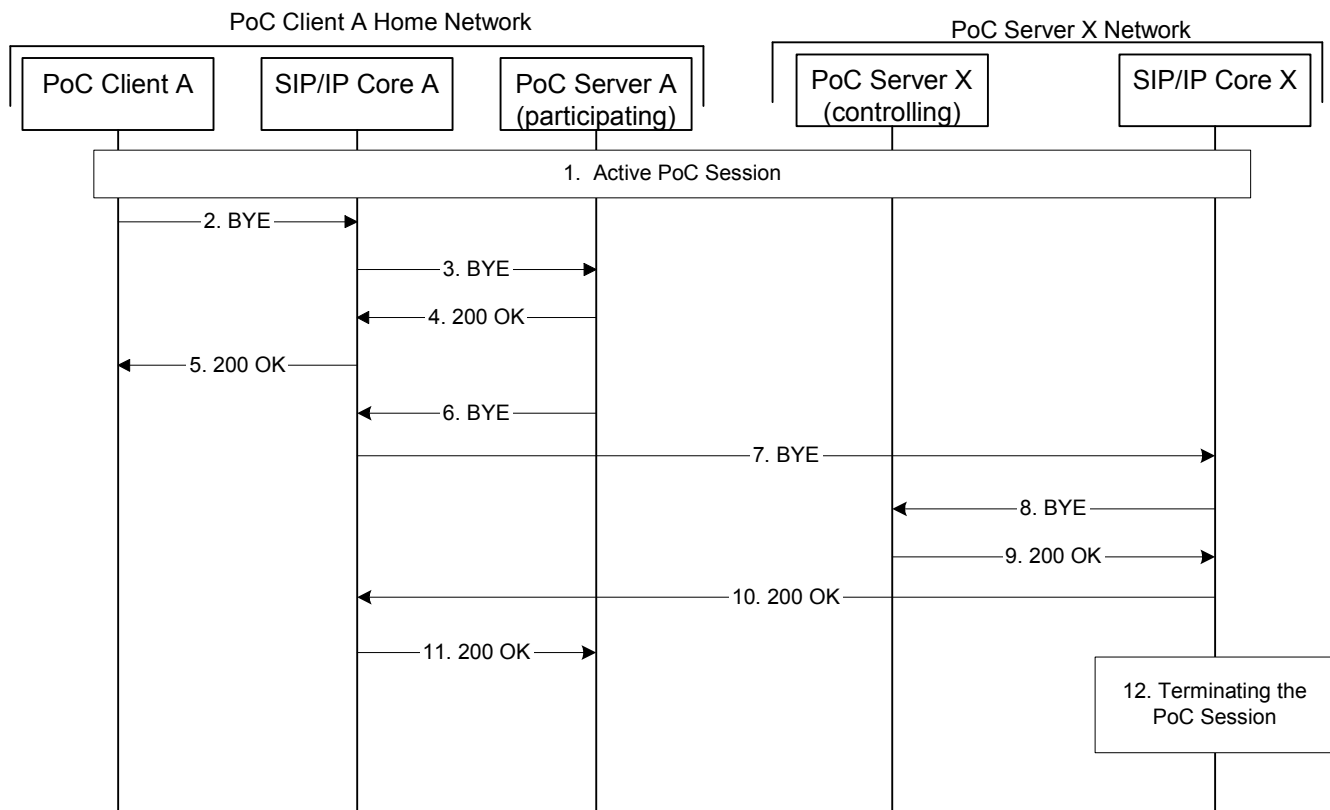 PoC Client A Home Network
PoC Server X Network
PoC Client A
SIP/IP Core A
PoC Server A
(participating)
PoC Server X
(controlling)
SIP/IP Core X
1. Active PoC Session
2. BYE
3. BYE
4. 200 OK
5. 200 OK
6. BYE
7. BYE
8. BYE
9. 200 OK
10. 200 OK
11. 200 OK
12. Terminating the
PoC Session